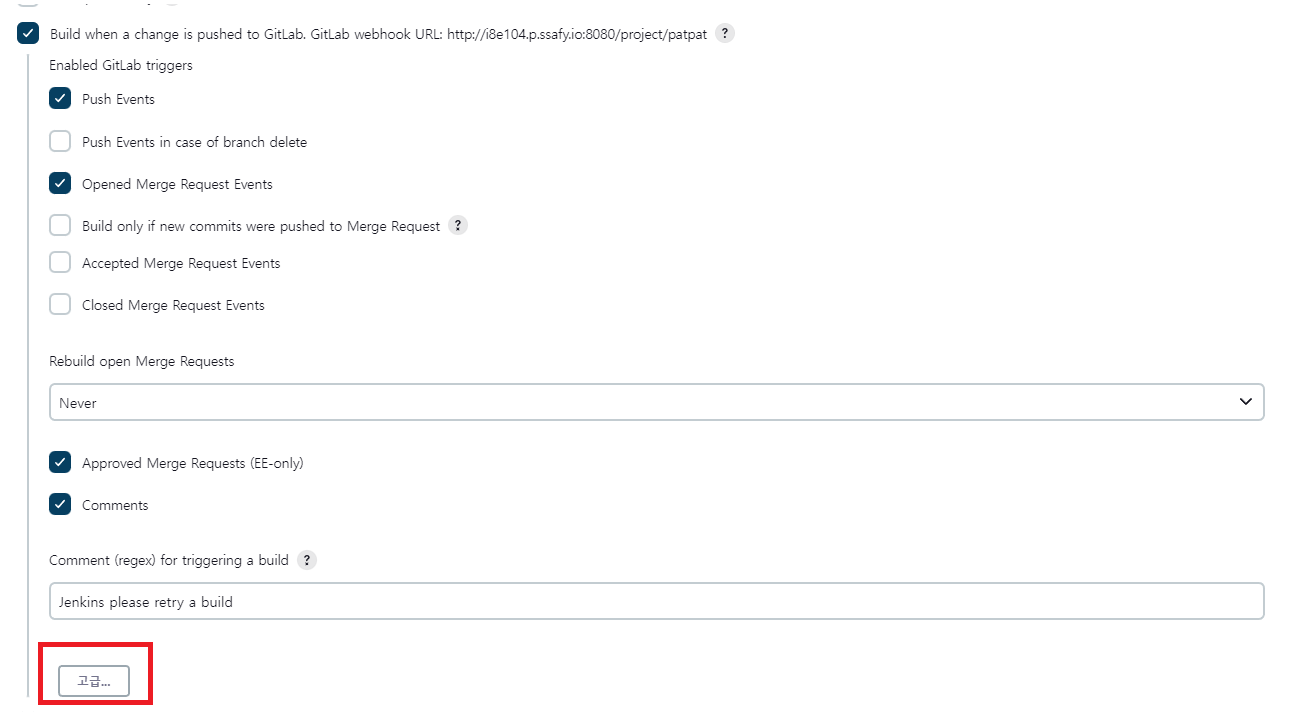 Build when a change is pushed to GitLab. GitLab webhook URL: http://i8e104.p.ssafy.io:8080/project/patpat ?
Enabled GitLab triggers
Push Events
Push Events in case of branch delete
Opened Merge Request Events
Build only if new commits were pushed to Merge Request ?
Accepted Merge Request Events
Closed Merge Request Events
Rebuild open Merge Requests
Never
Approved Merge Requests (EE-only)
Comments
Comment (regex) for triggering a build ?
Jenkins please retry a build
고급...